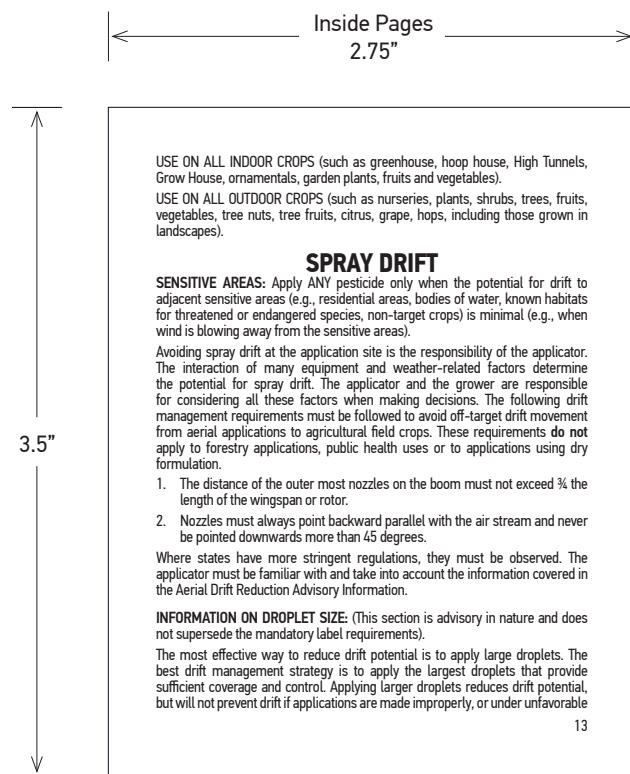 Inside Pages
2.75”
3.5”
USE ON ALL INDOOR CROPS (such as greenhouse, hoop house, High Tunnels,
Grow House, ornamentals, garden plants, fruits and vegetables).
USE ON ALL OUTDOOR CROPS (such as nurseries, plants, shrubs, trees, fruits,
vegetables, tree nuts, tree fruits, citrus, grape, hops, including those grown in
landscapes).
SPRAY DRIFT
SENSITIVE AREAS: Apply ANY pesticide only when the potential for drift to
adjacent sensitive areas (e.g., residential areas, bodies of water, known habitats
for threatened or endangered species, non-target crops) is minimal (e.g., when
wind is blowing away from the sensitive areas).
Avoiding spray drift at the application site is the responsibility of the applicator.
The interaction of many equipment and weather-related factors determine
the potential for spray drift. The applicator and the grower are responsible
for considering all these factors when making decisions. The following drift
management requirements must be followed to avoid off-target drift movement
from aerial applications to agricultural field crops. These requirements do not
apply to forestry applications, public health uses or to applications using dry
formulation.
1. The distance of the outer most nozzles on the boom must not exceed ¾ the
length of the wingspan or rotor.
2. Nozzles must always point backward parallel with the air stream and never
be pointed downwards more than 45 degrees.
Where states have more stringent regulations, they must be observed. The
applicator must be familiar with and take into account the information covered in
the Aerial Drift Reduction Advisory Information.
INFORMATION ON DROPLET SIZE: (This section is advisory in nature and does
not supersede the mandatory label requirements).
The most effective way to reduce drift potential is to apply large droplets. The
best drift management strategy is to apply the largest droplets that provide
sufficient coverage and control. Applying larger droplets reduces drift potential,
but will not prevent drift if applications are made improperly, or under unfavorable
13